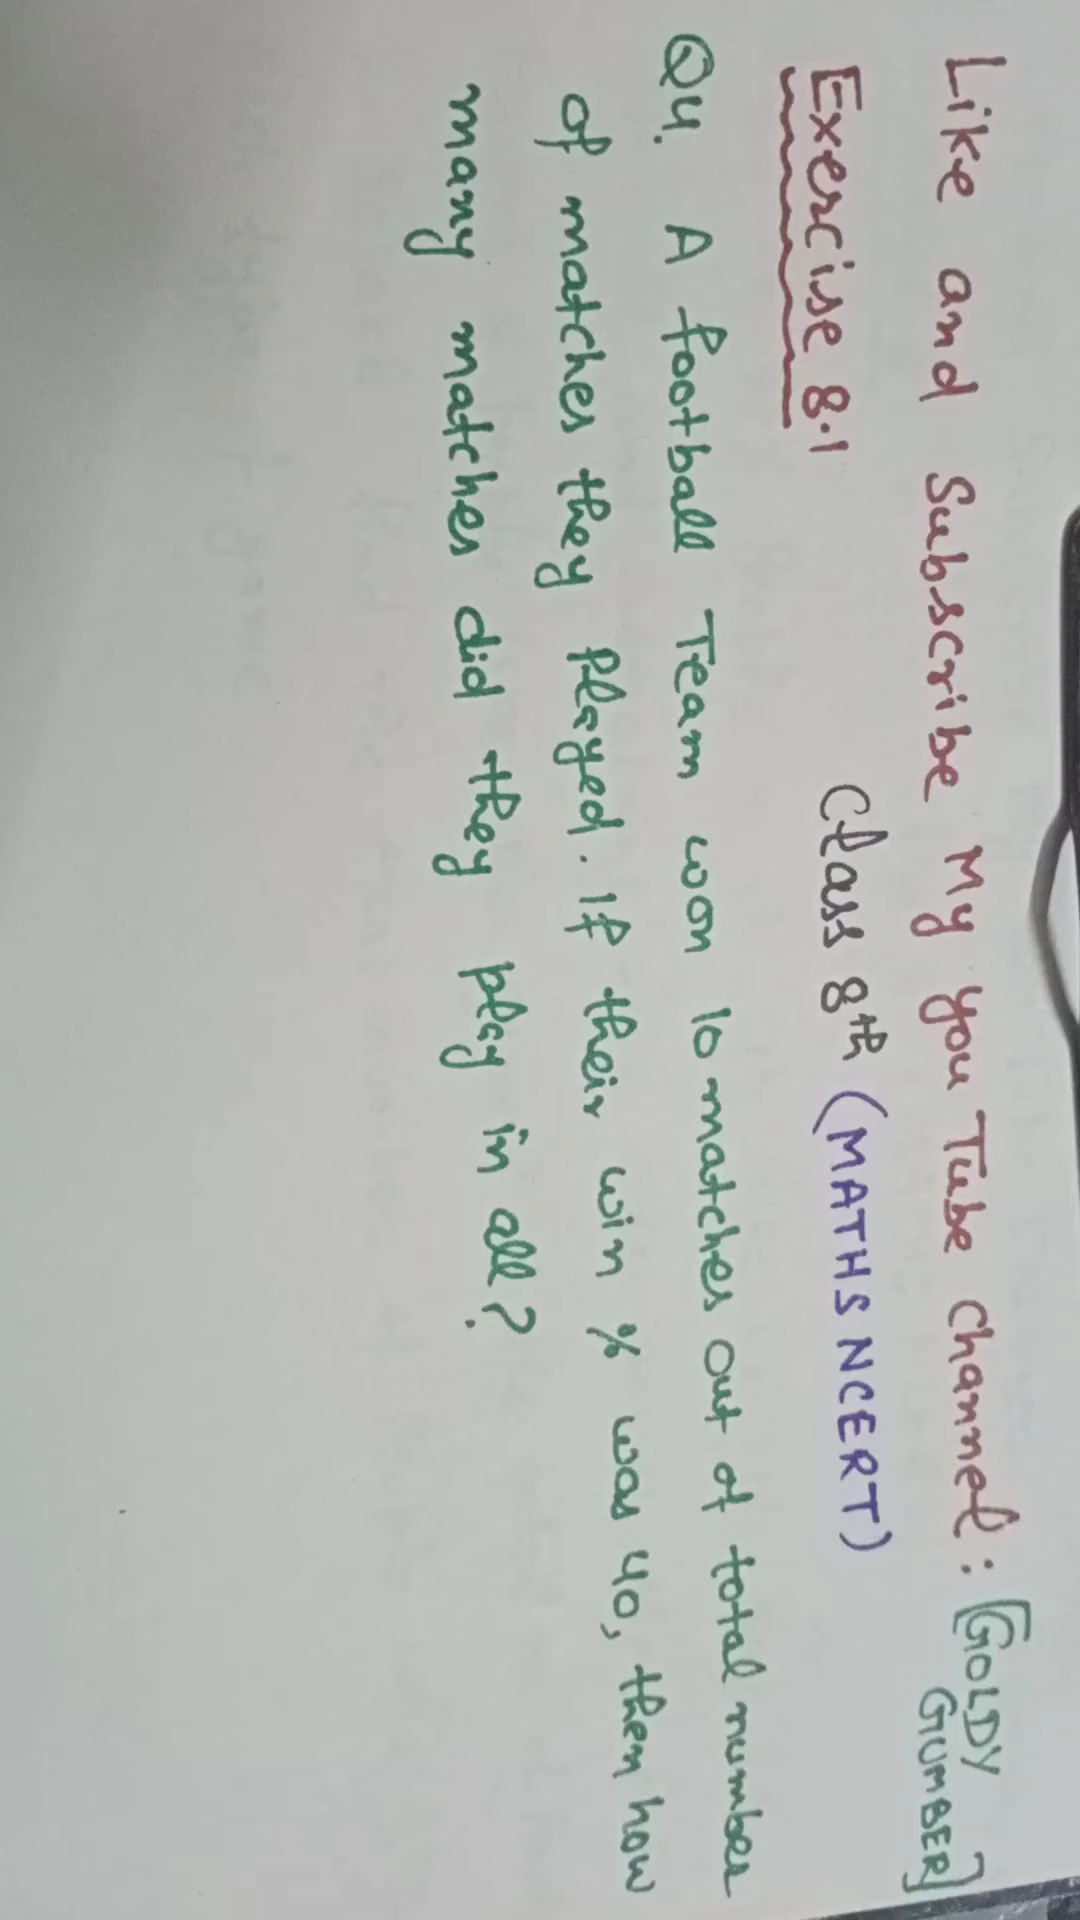 Like and Subscribe My YouTube Channel: [GOLDY GUMBER]
Exercise 8.1 Class 8th (MATHS NCERT)
Q4. A football Team won 10 matches out of total number
of matches they played. If their win % was 40, then how
many matches did they play in all?